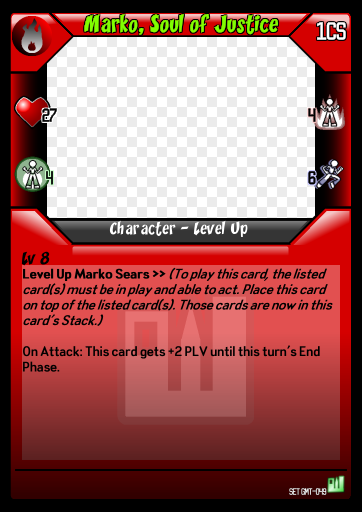 Marko, Soul of Justice
1CS
27
4
4
6
Character - Level Up
Lv 8
Level Up Marko Sears >> (To play this card, the listed
card(s) must be in play and able to act. Place this card
on top of the listed card(s). Those cards are now in this
card's Stack.)
On Attack: This card gets +2 PLV until this turn's End
Phase.
SET GMT-049